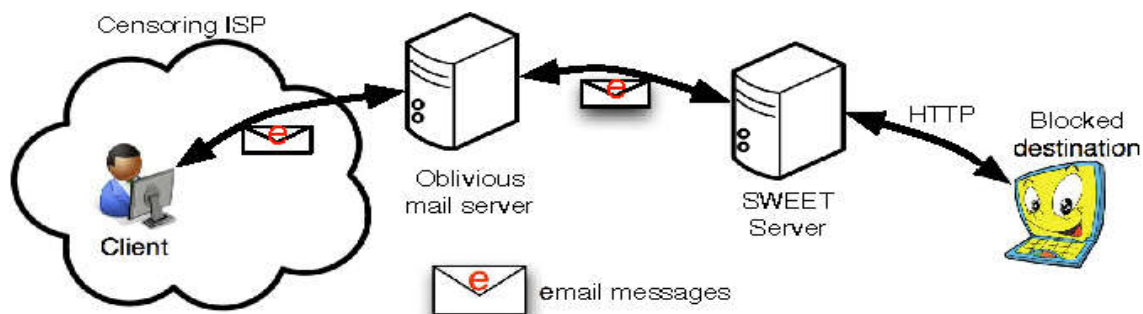 Censoring ISP
Client
e
Oblivious
mail server
e
SWEET
Server
HTTP
Blocked
destination
e
email messages